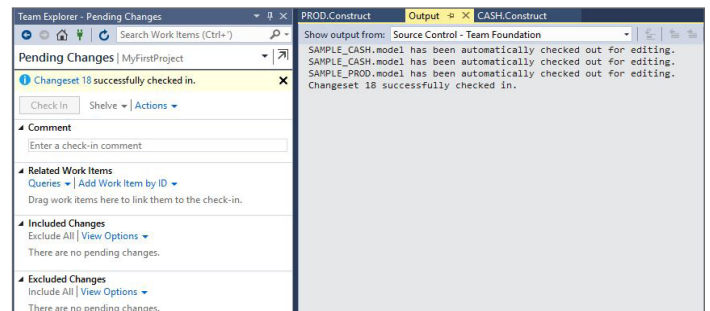 Team Explorer - Pending Changes
Search Work Items (Ctrl+')
Pending Changes | MyFirstProject
Changeset 18 successfully checked in.
Check In Shelve Actions
Comment
Enter a check-in comment
Related Work Items
Queries Add Work Item by ID
Drag work items here to link them to the check-in.
Included Changes
Exclude All View Options
There are no pending changes.
Excluded Changes
Include All View Options
There are no pending changes.
PROD.Construct Output CASH.Construct
Show output from: Source Control - Team Foundation
SAMPLE_CASH.model has been automatically checked out for editing.
SAMPLE_CASH.model has been automatically checked out for editing.
SAMPLE_PROD.model has been automatically checked out for editing.
Changeset 18 successfully checked in.